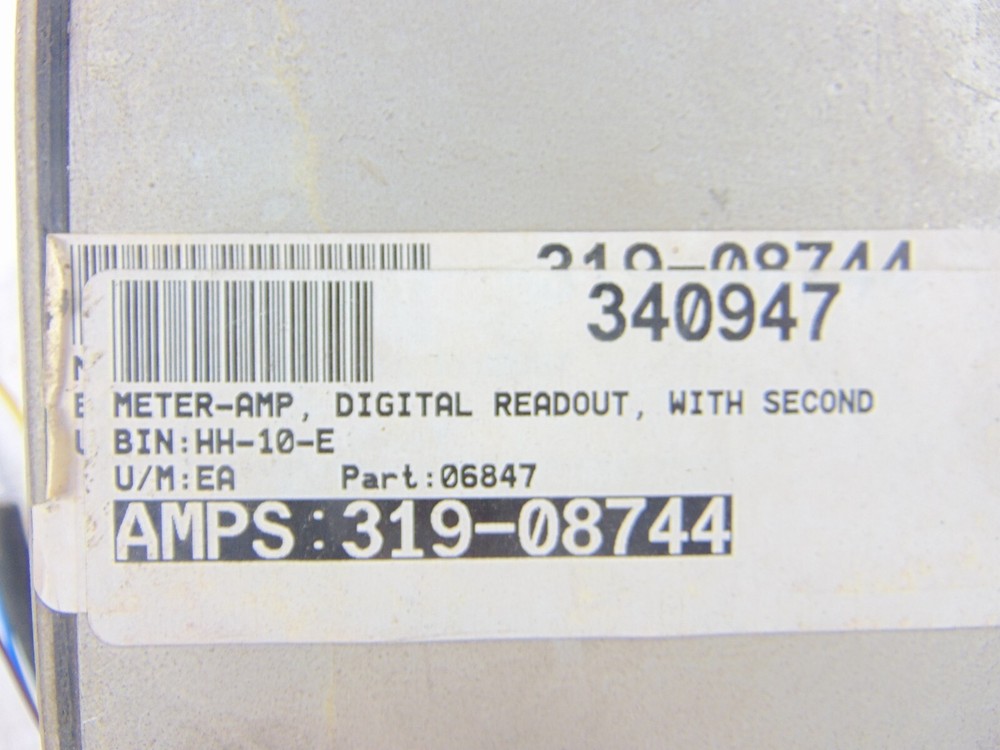 319-08744
340947
METER-AMP, DIGITAL READOUT, WITH SECOND
BIN:HH-10-E
U/M:EA Part:06847
AMPS:319-08744